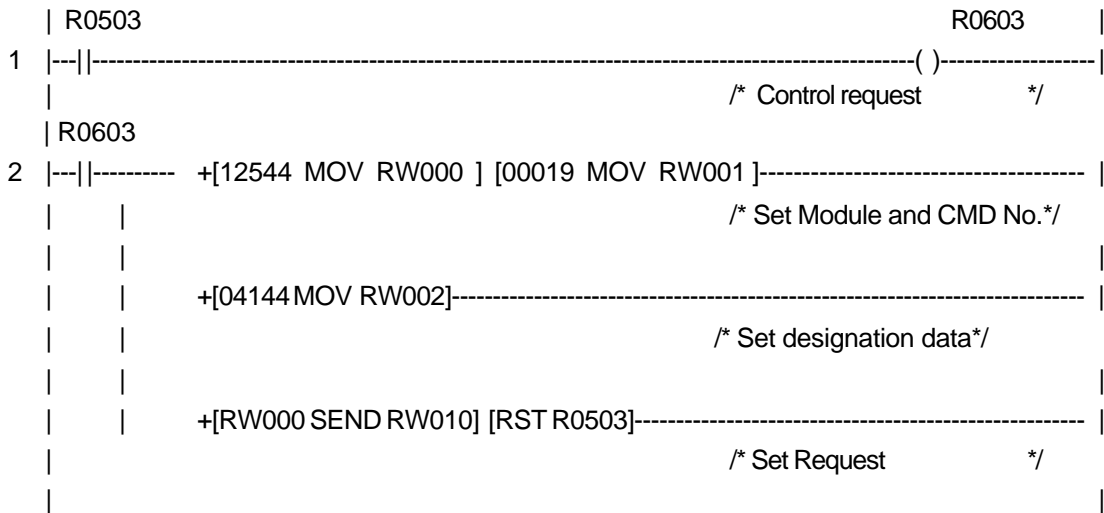 | R0503 R0603 |
1 |---||------------------------------------------------------------------------------------------------------( )-------------------|
| /* Control request */
| R0603
2 |---||---------- +[12544 MOV RW000 ] [00019 MOV RW001 ]---------------------------------------- |
| | /* Set Module and CMD No.*/
| | |
| | +[04144 MOV RW002]------------------------------------------------------------------------------ |
| | /* Set designation data*/
| | |
| | +[RW000 SEND RW010] [RST R0503]------------------------------------------------------- |
| /* Set Request */
| |